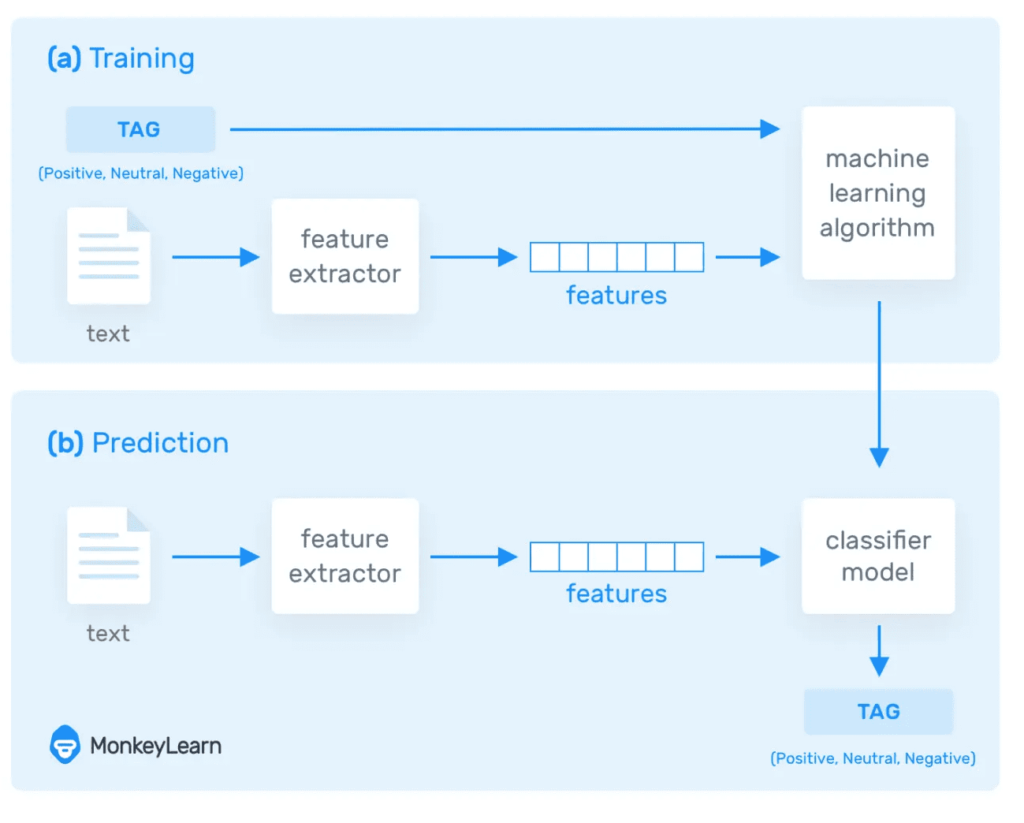 (a) Training
TAG
(Positive, Neutral, Negative)
machine
learning
algorithm
feature
extractor
features
text
(b) Prediction
feature
extractor
classifier
model
features
text
TAG
(Positive, Neutral, Negative)
MonkeyLearn